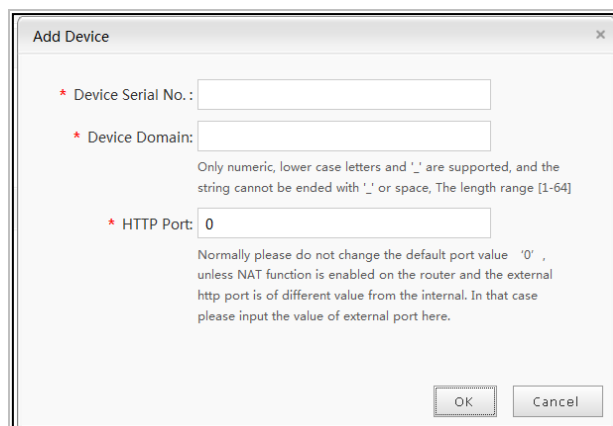 Add Device ×
* Device Serial No. :
* Device Domain:
Only numeric, lower case letters and '_' are supported, and the
string cannot be ended with '_' or space, The length range [1-64]
* HTTP Port: 0
Normally please do not change the default port value ‘0’,
unless NAT function is enabled on the router and the external
http port is of different value from the internal. In that case
please input the value of external port here.
OK Cancel